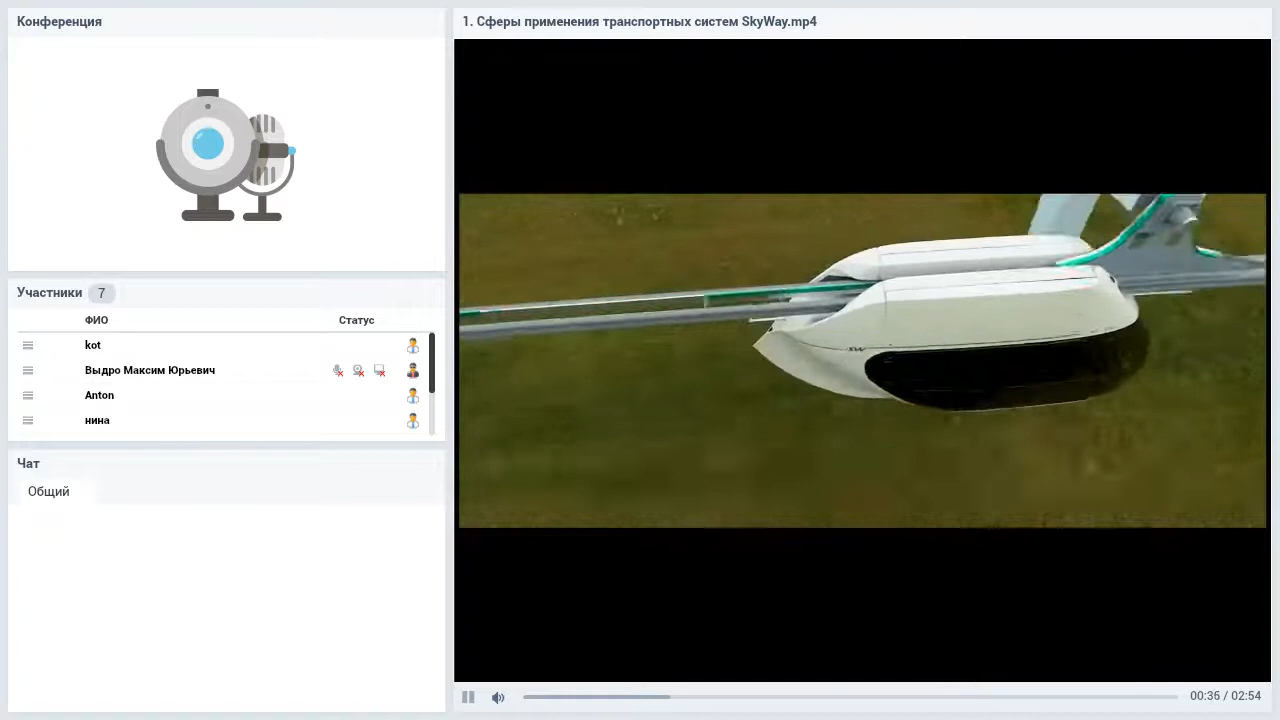 Конференция
1. Сферы применения транспортных систем SkyWay.mp4
Участники 7
ФИО Статус
kot
Выдро Максим Юрьевич
Anton
нина
Чат
Общий
00:36 / 02:54